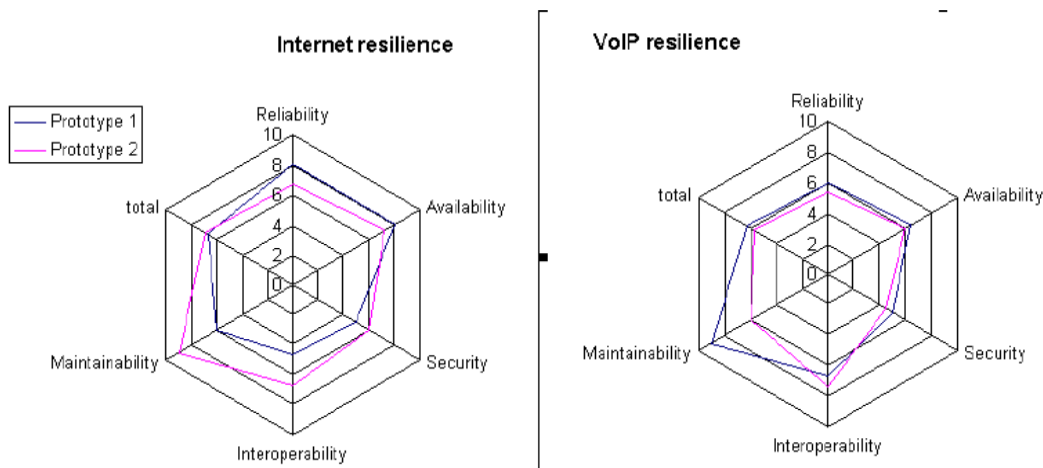 Internet resilience
Prototype 1
Prototype 2
Reliability
10
8
6
4
2
0
Availability
Security
Interoperability
Maintainability
total
VoIP resilience
Reliability
10
8
6
4
2
0
Availability
Security
Interoperability
Maintainability
total